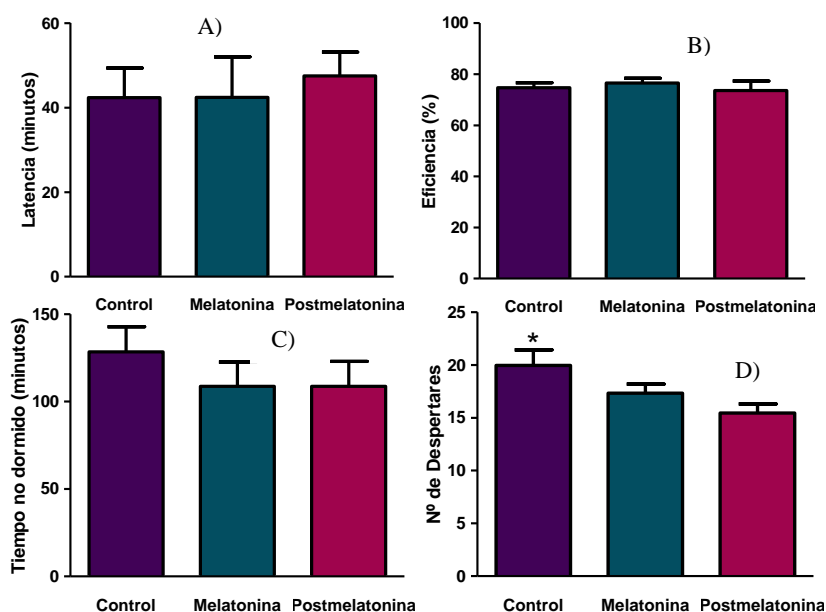 A)
Latencia (minutos)
60
40
20
0
Control Melatonina Postmelatonina
B)
Eficiencia (%)
100
80
60
40
20
0
Control Melatonina Postmelatonina
C)
Tiempo no dormido (minutos)
150
100
50
0
Control Melatonina Postmelatonina
D)
Nº de Despertares
25
20
15
10
5
0
*
Control Melatonina Postmelatonina